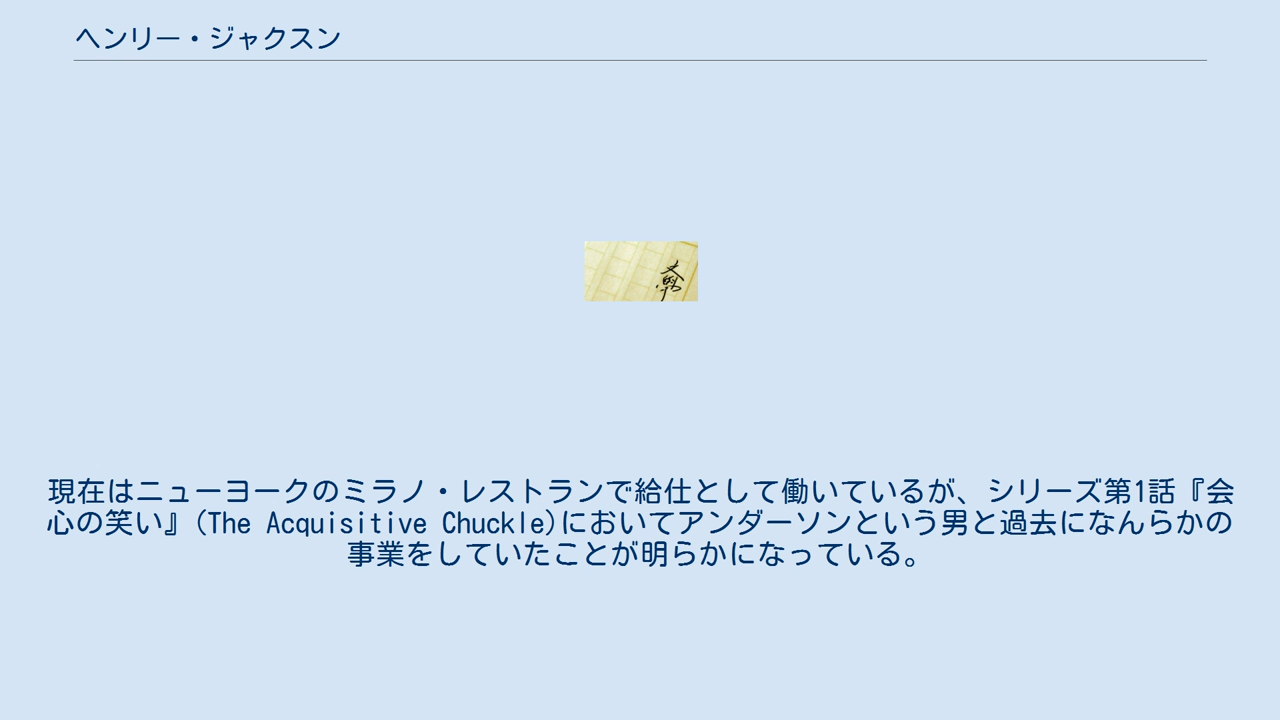 ヘンリー・ジャクスン
現在はニューヨークのミラノ・レストランで給仕として働いているが、シリーズ第1話『会
心の笑い』(The Acquisitive Chuckle)においてアンダーソンという男と過去になんらかの
事業をしていたことが明らかになっている。